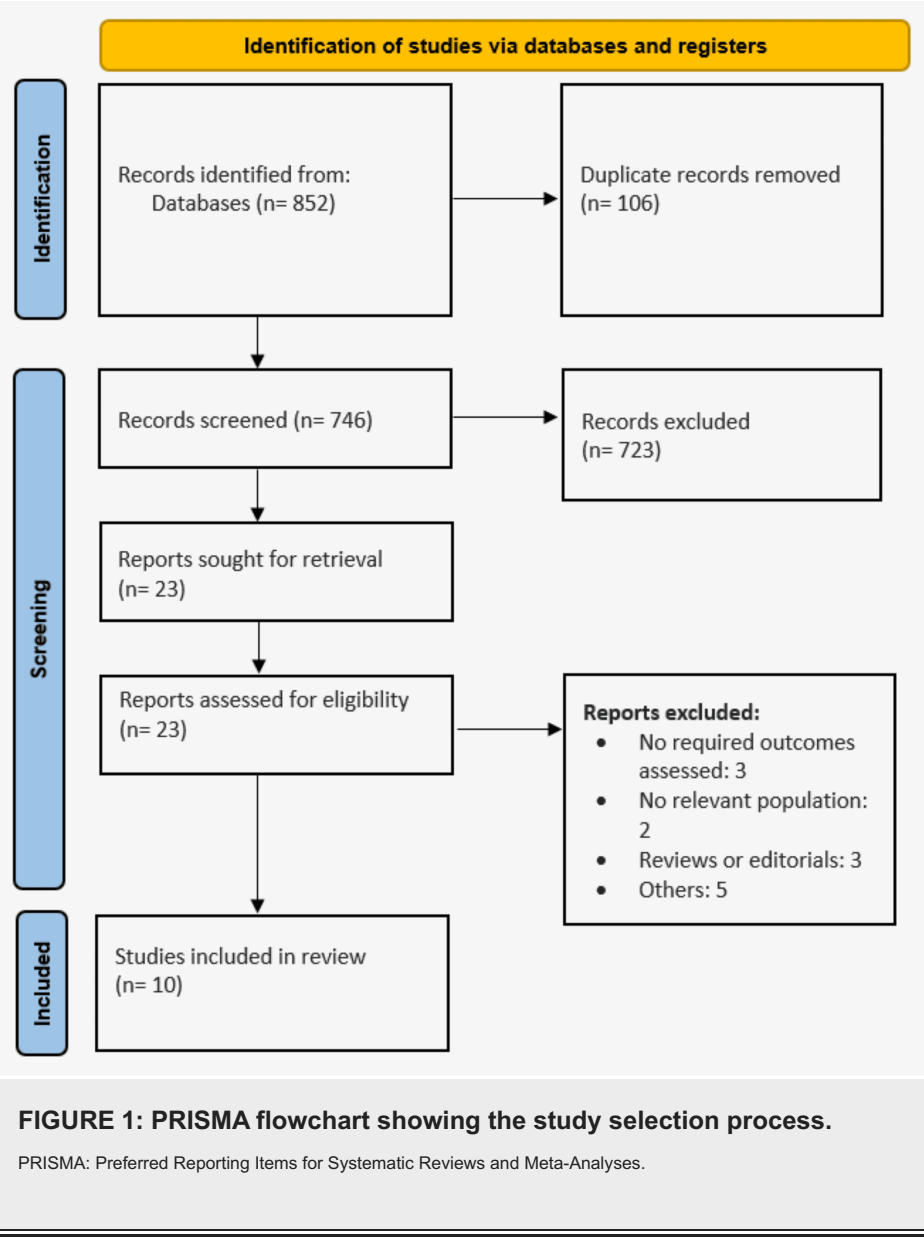 Identification of studies via databases and registers
Identification
Records identified from:
Databases (n= 852)
Duplicate records removed
(n= 106)
Screening
Records screened (n= 746)
Records excluded
(n= 723)
Reports sought for retrieval
(n= 23)
Reports assessed for eligibility
(n= 23)
Reports excluded:
• No required outcomes
assessed: 3
• No relevant population:
2
• Reviews or editorials: 3
• Others: 5
Included
Studies included in review
(n= 10)
FIGURE 1: PRISMA flowchart showing the study selection process.
PRISMA: Preferred Reporting Items for Systematic Reviews and Meta-Analyses.